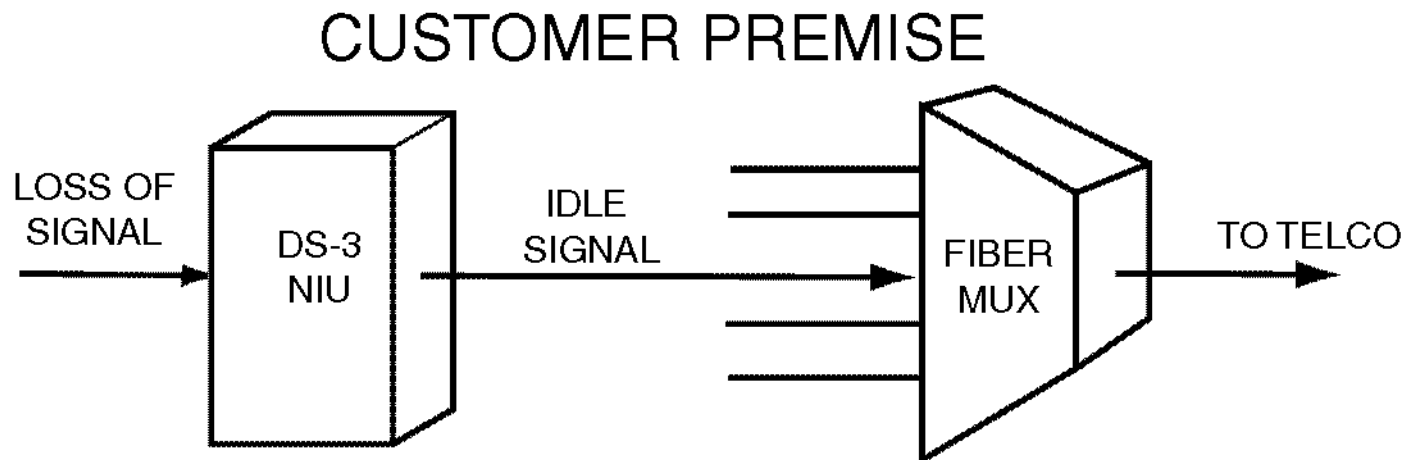 CUSTOMER PREMISE
LOSS OF
SIGNAL
DS-3
NIU
IDLE
SIGNAL
FIBER
MUX
TO TELCO